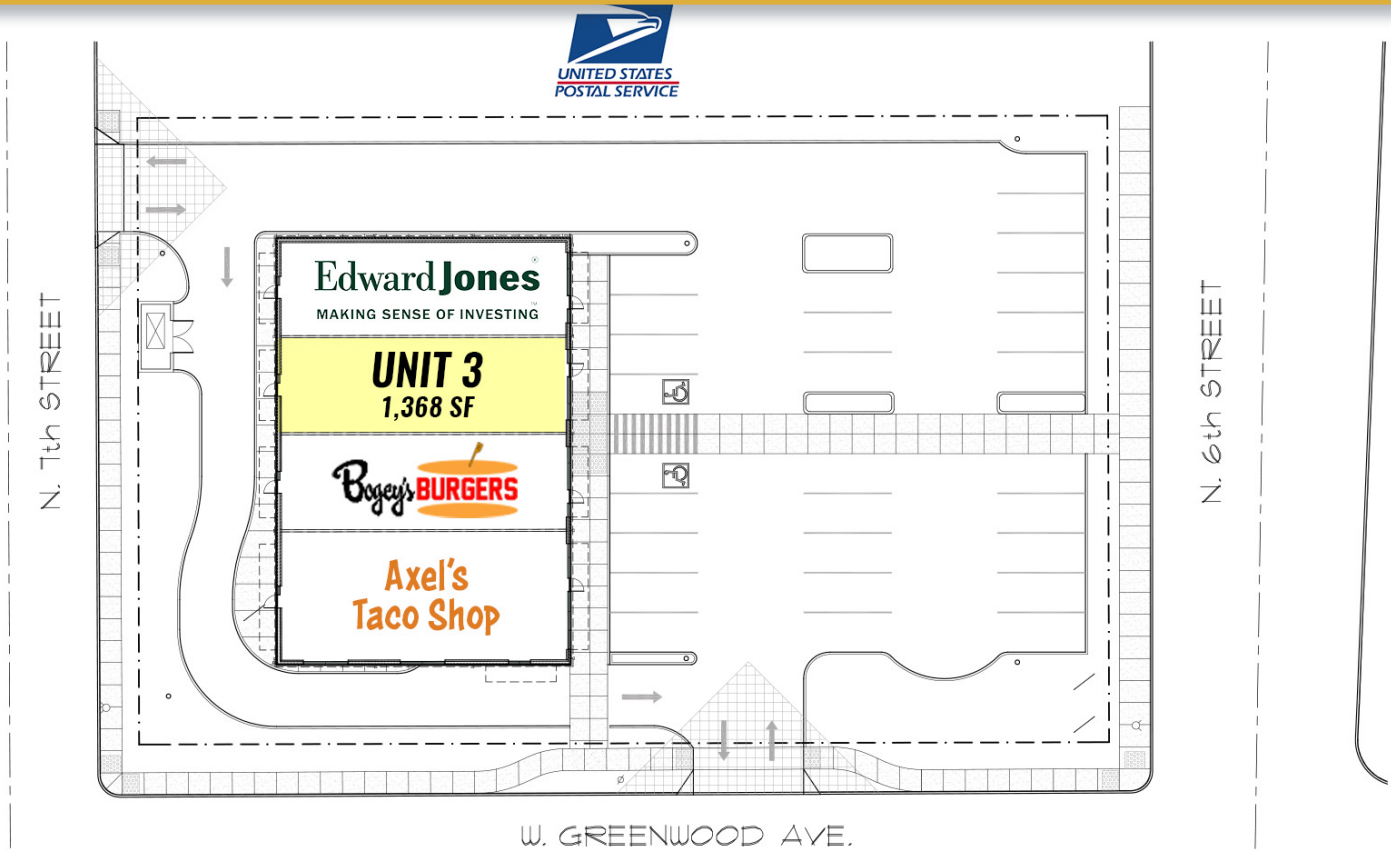 UNITED STATES
POSTAL SERVICE
Edward Jones®
MAKING SENSE OF INVESTING™
UNIT 3
1,368 SF
Bogey's BURGERS
Axel's
Taco Shop
N. 7th STREET
N. 6th STREET
W. GREENWOOD AVE.